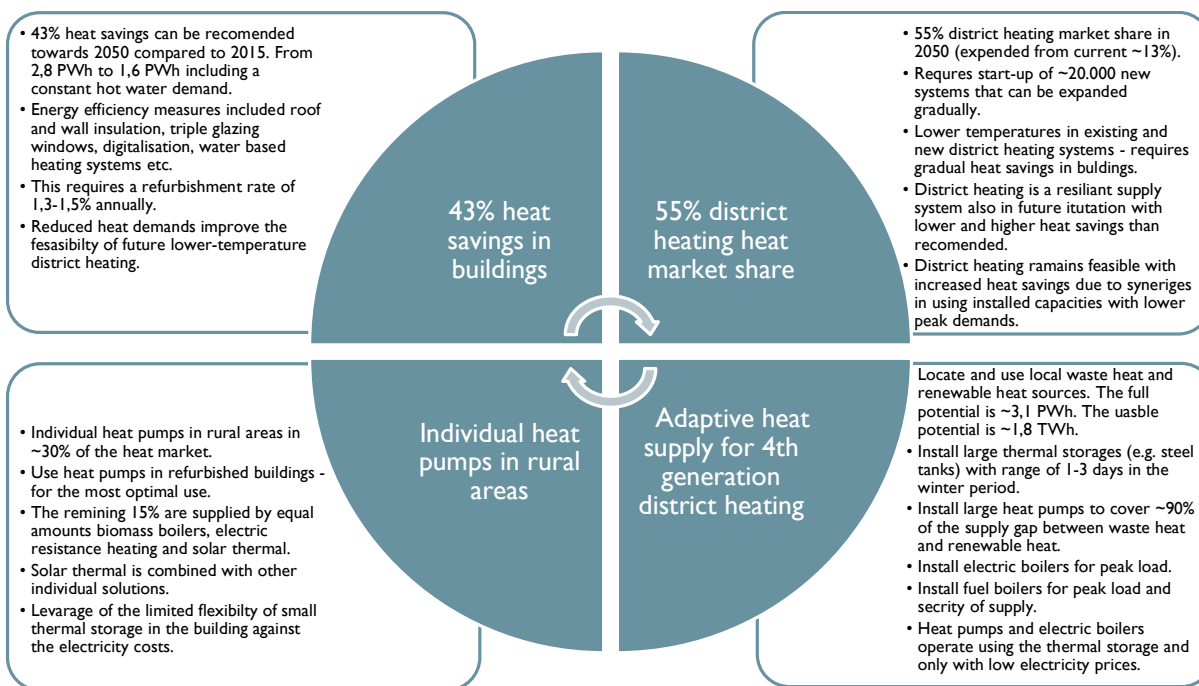 • 43% heat savings can be recomended
towards 2050 compared to 2015. From
2,8 PWh to 1,6 PWh including a
constant hot water demand.
• Energy efficiency measures included roof
and wall insulation, triple glazing
windows, digitalisation, water based
heating systems etc.
• This requires a refurbishment rate of
1,3-1,5% annually.
• Reduced heat demands improve the
feasibilty of future lower-temperature
district heating.
• 55% district heating market share in
2050 (expended from current ~13%).
• Requres start-up of ~20.000 new
systems that can be expanded
gradually.
• Lower temperatures in existing and
new district heating systems - requires
gradual heat savings in buldings.
• District heating is a resiliant supply
system also in future itutation with
lower and higher heat savings than
recomended.
• District heating ramains feasible with
increased heat savings due to syneriges
in using installed capacities with lower
peak demands.
43% heat
savings in
buildings
55% district
heating heat
market share
Individual heat
pumps in rural
areas
Adaptive heat
supply for 4th
generation
district heating
• Individual heat pumps in rural areas in
~30% of the heat market.
• Use heat pumps in refurbished buildings -
for the most optimal use.
• The remining 15% are supplied by equal
amounts biomass boilers, electric
resistance heating and solar thermal.
• Solar thermal is combined with other
individual solutions.
• Levarage of the limited flexibilty of small
thermal storage in the building against
the electricity costs.
Locate and use local waste heat and
renewable heat sources. The full
potential is ~3,1 PWh. The uasble
potential is ~1,8 TWh.
• Install large thermal storages (e.g. steel
tanks) with range of 1-3 days in the
winter period.
• Install large heat pumps to cover ~90%
of the supply gap between waste heat
and renewable heat.
• Install electric boilers for peak load.
• Install fuel boilers for peak load and
secrity of supply.
• Heat pumps and electric boilers
operate using the thermal storage and
only with low electricity prices.